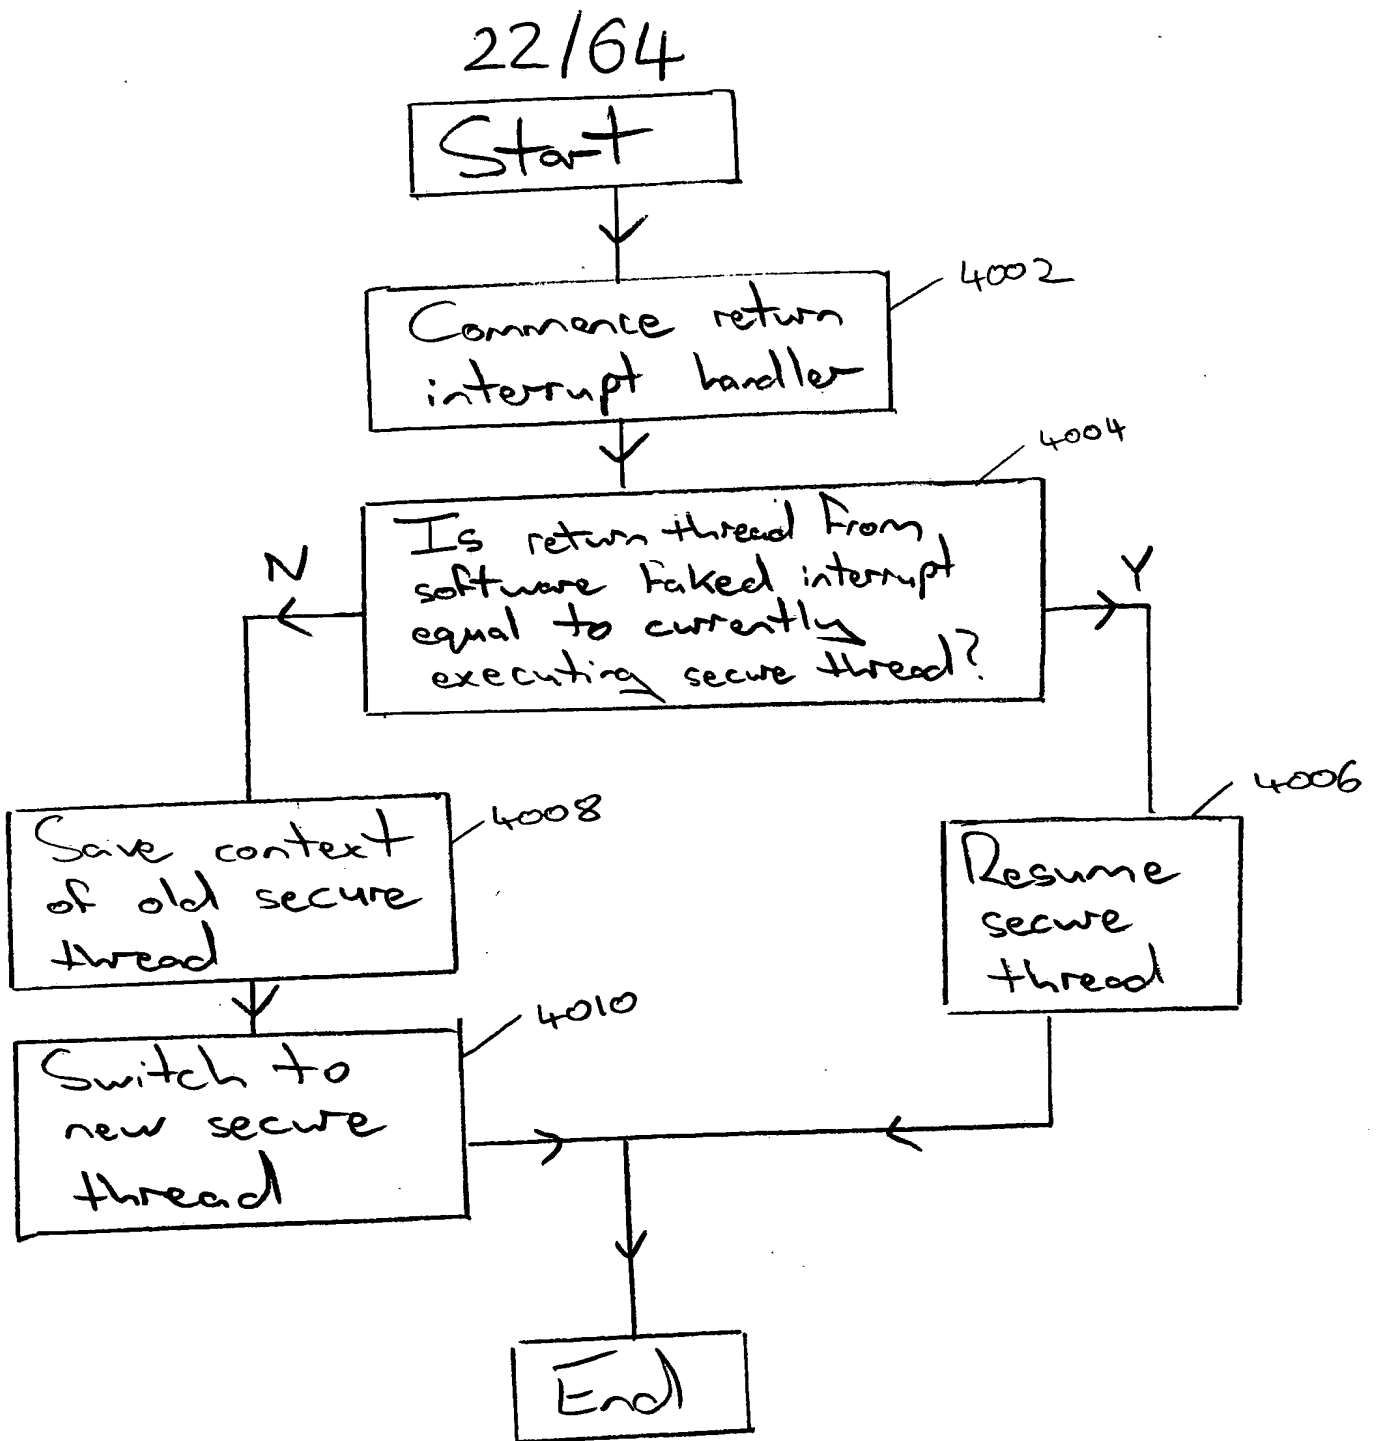 22/64
Start
4002
Commence return
interrupt handler
4004
Is return thread from
software faked interrupt
equal to currently
executing secure thread?
N
Y
4008
Save context
of old secure
thread
4006
Resume
secure
thread
4010
Switch to
new secure
thread
End